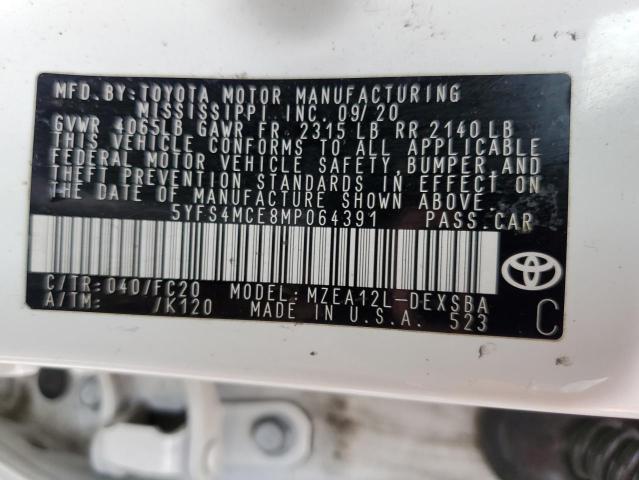 MFD.BY:TOYOTA MOTOR MANUFACTURING
MISSISSIPPI INC. 09/20
GVWR 4065LB GAWR FR. 2315 LB RR 2140 LB
THIS VEHICLE CONFORMS TO ALL APPLICABLE
FEDERAL MOTOR VEHICLE SAFETY, BUMPER, AND
THEFT PREVENTION STANDARDS IN EFFECT ON
THE DATE OF MANUFACTURE SHOWN ABOVE.
5YFS4MCE8MP064391 PASS.CAR
C/TR:040/FC20 MODEL:MZEA12L-DEXSBA
A/TM: /K120 MADE IN U.S.A. 523
C